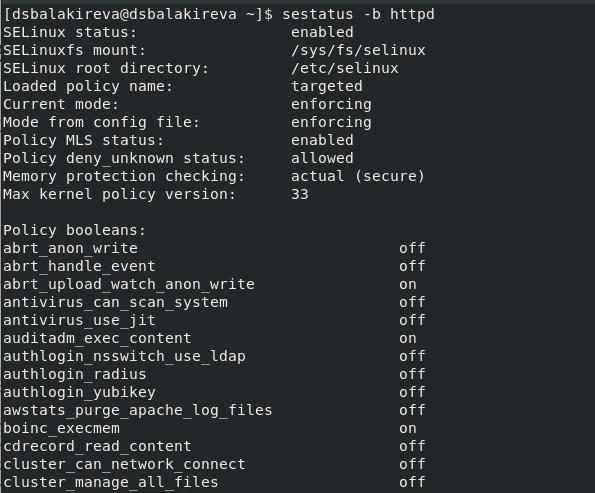 [dsbalakireva@dsbalakireva ~]$ sestatus -b httpd
SELinux status:                 enabled
SELinuxfs mount:                /sys/fs/selinux
SELinux root directory:         /etc/selinux
Loaded policy name:             targeted
Current mode:                   enforcing
Mode from config file:          enforcing
Policy MLS status:              enabled
Policy deny_unknown status:     allowed
Memory protection checking:     actual (secure)
Max kernel policy version:      33

Policy booleans:
abrt_anon_write                             off
abrt_handle_event                           off
abrt_upload_watch_anon_write                on
antivirus_can_scan_system                   off
antivirus_use_jit                           off
auditadm_exec_content                       on
authlogin_nsswitch_use_ldap                 off
authlogin_radius                            off
authlogin_yubikey                           off
awstats_purge_apache_log_files              off
boinc_execmem                               on
cdrecord_read_content                       off
cluster_can_network_connect                 off
cluster_manage_all_files                    off